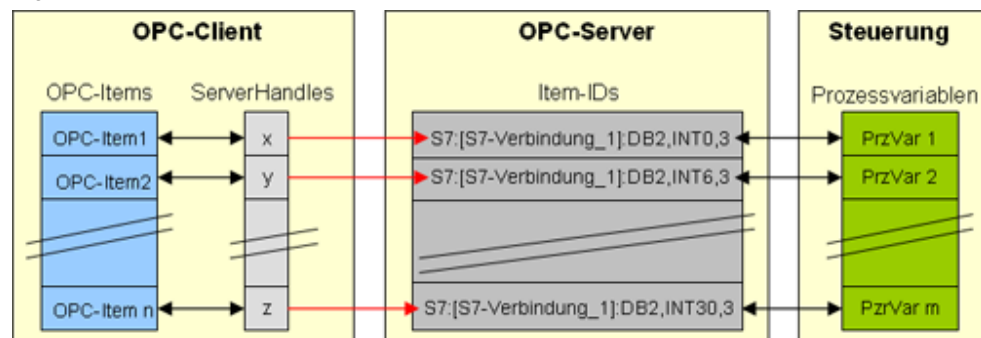 OPC-Client
OPC-Server
Steuerung
OPC-Items
ServerHandles
Item-IDs
Prozessvariablen
OPC-Item1
x
S7:[S7-Verbindung_1]:DB2,INT0,3
PrzVar 1
OPC-Item2
y
S7:[S7-Verbindung_1]:DB2,INT6,3
PrzVar 2
OPC-Item n
z
S7:[S7-Verbindung_1]:DB2,INT30,3
PzrVar m